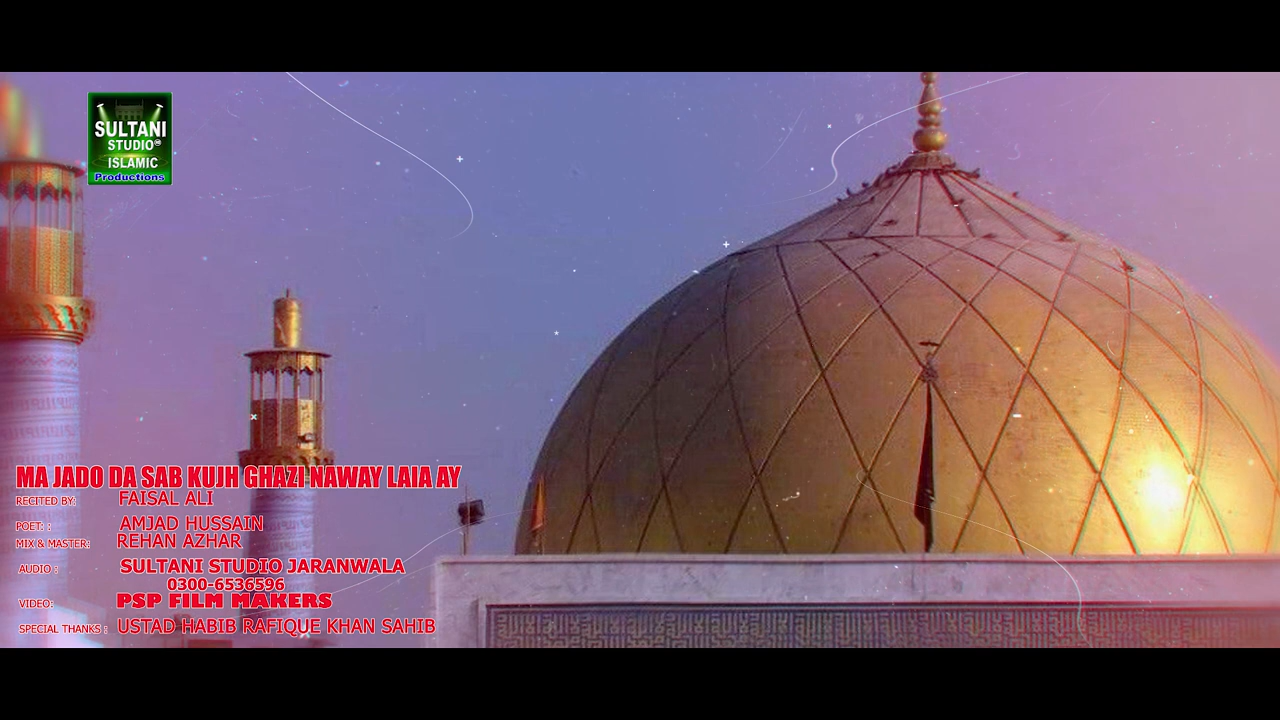 SULTANI
STUDIO
ISLAMIC
Productions
MA JADO DA SAB KUJH GHAZI NAWAY LAIA AY
RECITED BY: FAISAL ALI
POET: : AMJAD HUSSAIN
MIX & MASTER: REHAN AZHAR
AUDIO : SULTANI STUDIO JARANWALA
0300-6536596
VIDEO: PSP FILM MAKERS
SPECIAL THANKS : USTAD HABIB RAFIQUE KHAN SAHIB